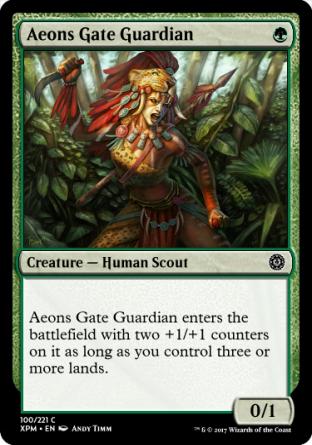 Aeons Gate Guardian
Creature — Human Scout
Aeons Gate Guardian enters the
battlefield with two +1/+1 counters
on it as long as you control three or
more lands.
0/1
100/221 C
XPM • EN Andy Timm
™ & © 2017 Wizards of the Coast